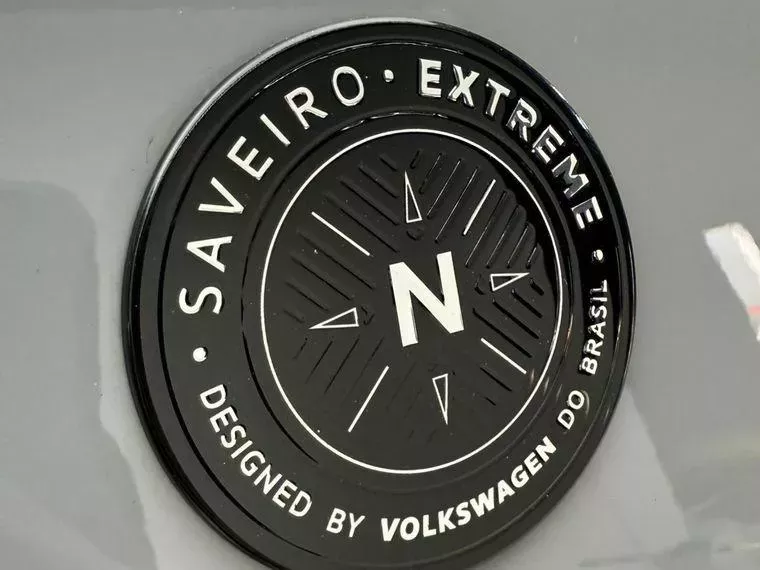 SAVEIRO • EXTREME •
N
• DESIGNED BY VOLKSWAGEN DO BRASIL